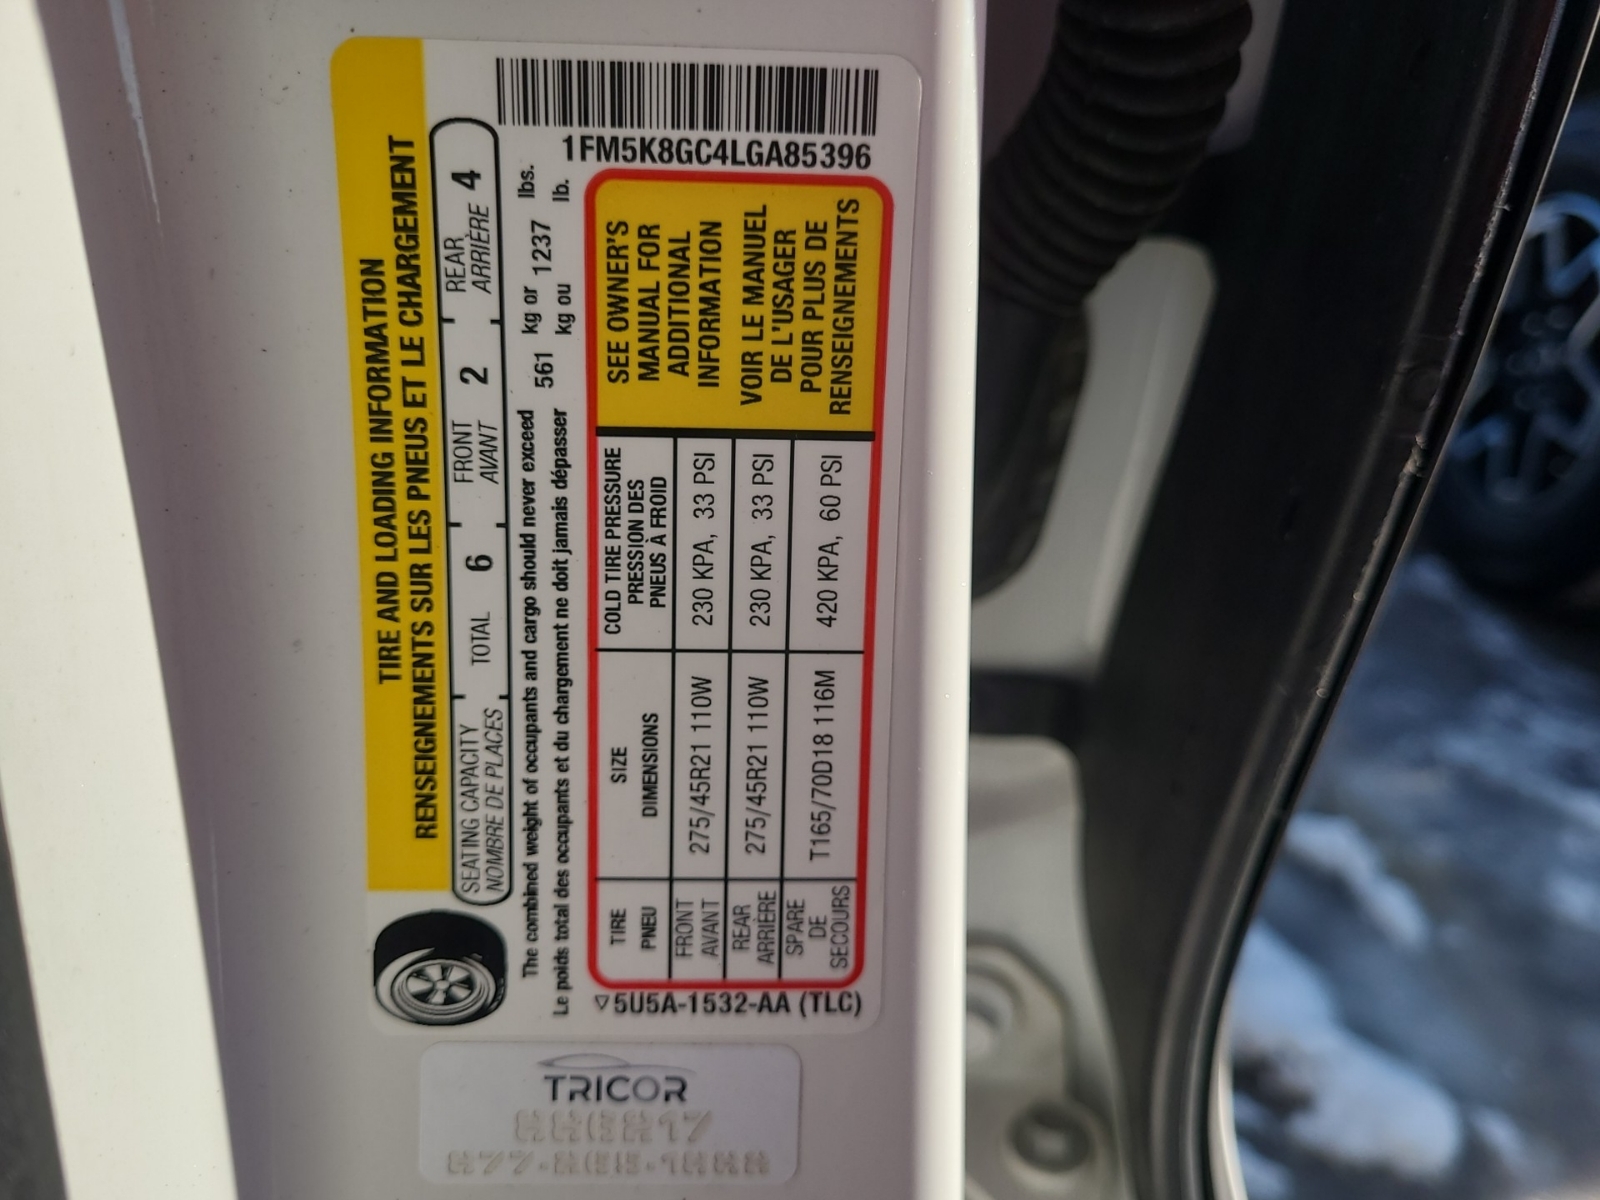 TIRE AND LOADING INFORMATION
RENSEIGNEMENTS SUR LES PNEUS ET LE CHARGEMENT
SEATING CAPACITY TOTAL 6 FRONT 2 REAR 4
NOMBRE DE PLACES AVANT ARRIÈRE
The combined weight of occupants and cargo should never exceed 561 kg or 1237 lbs.
Le poids total des occupants et du chargement ne doit jamais dépasser kg ou lb.
TIRE SIZE COLD TIRE PRESSURE
PNEU DIMENSIONS PRESSION DES
PNEUS À FROID
FRONT
AVANT 275/45R21 110W 230 KPA, 33 PSI
REAR
ARRIÈRE 275/45R21 110W 230 KPA, 33 PSI
SPARE
DE
SECOURS T165/70D18 116M 420 KPA, 60 PSI
SEE OWNER'S
MANUAL FOR
ADDITIONAL
INFORMATION
VOIR LE MANUEL
DE L'USAGER
POUR PLUS DE
RENSEIGNEMENTS
1FM5K8GC4LGA85396
5U5A-1532-AA (TLC)
TRICOR